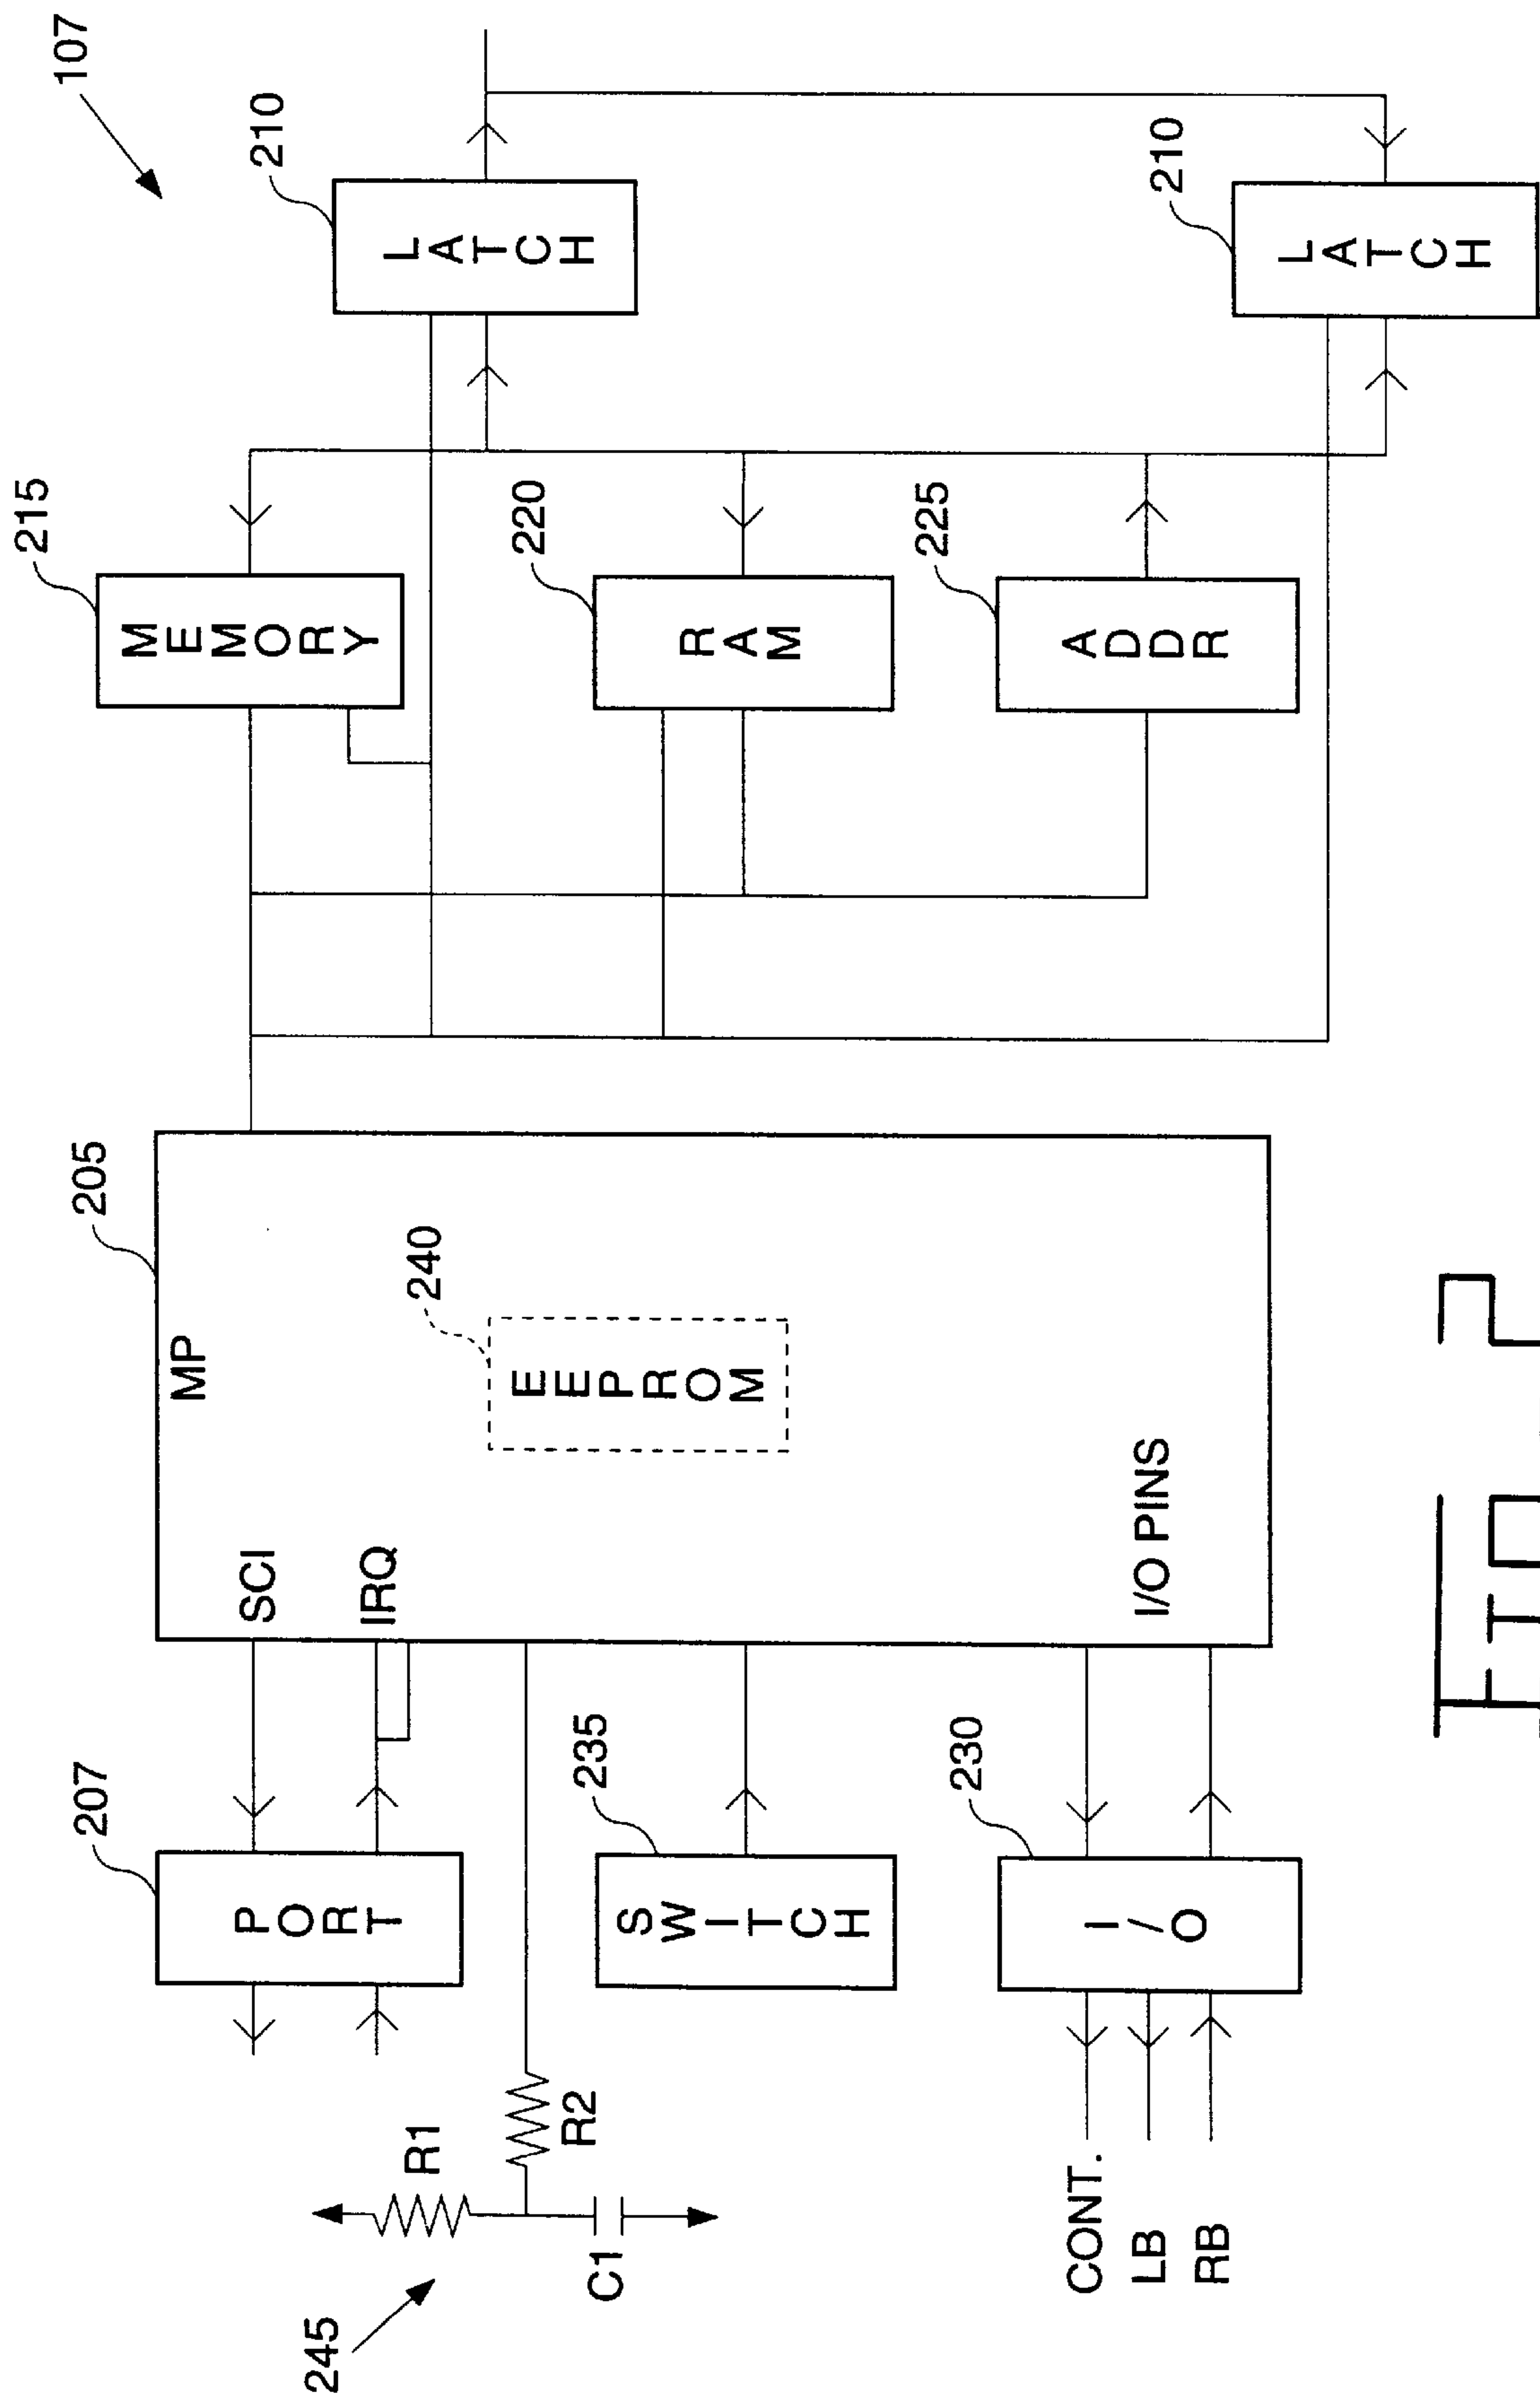 245
R1
C1
R2
207
PORT
SCI
IRQ
205
MP
240
EEPROM
235
SWITCH
230
I/O
I/O PINS
CONT.
LB
RB
215
MEMORY
220
RAM
225
ADDR
107
210
LATCH
210
LATCH